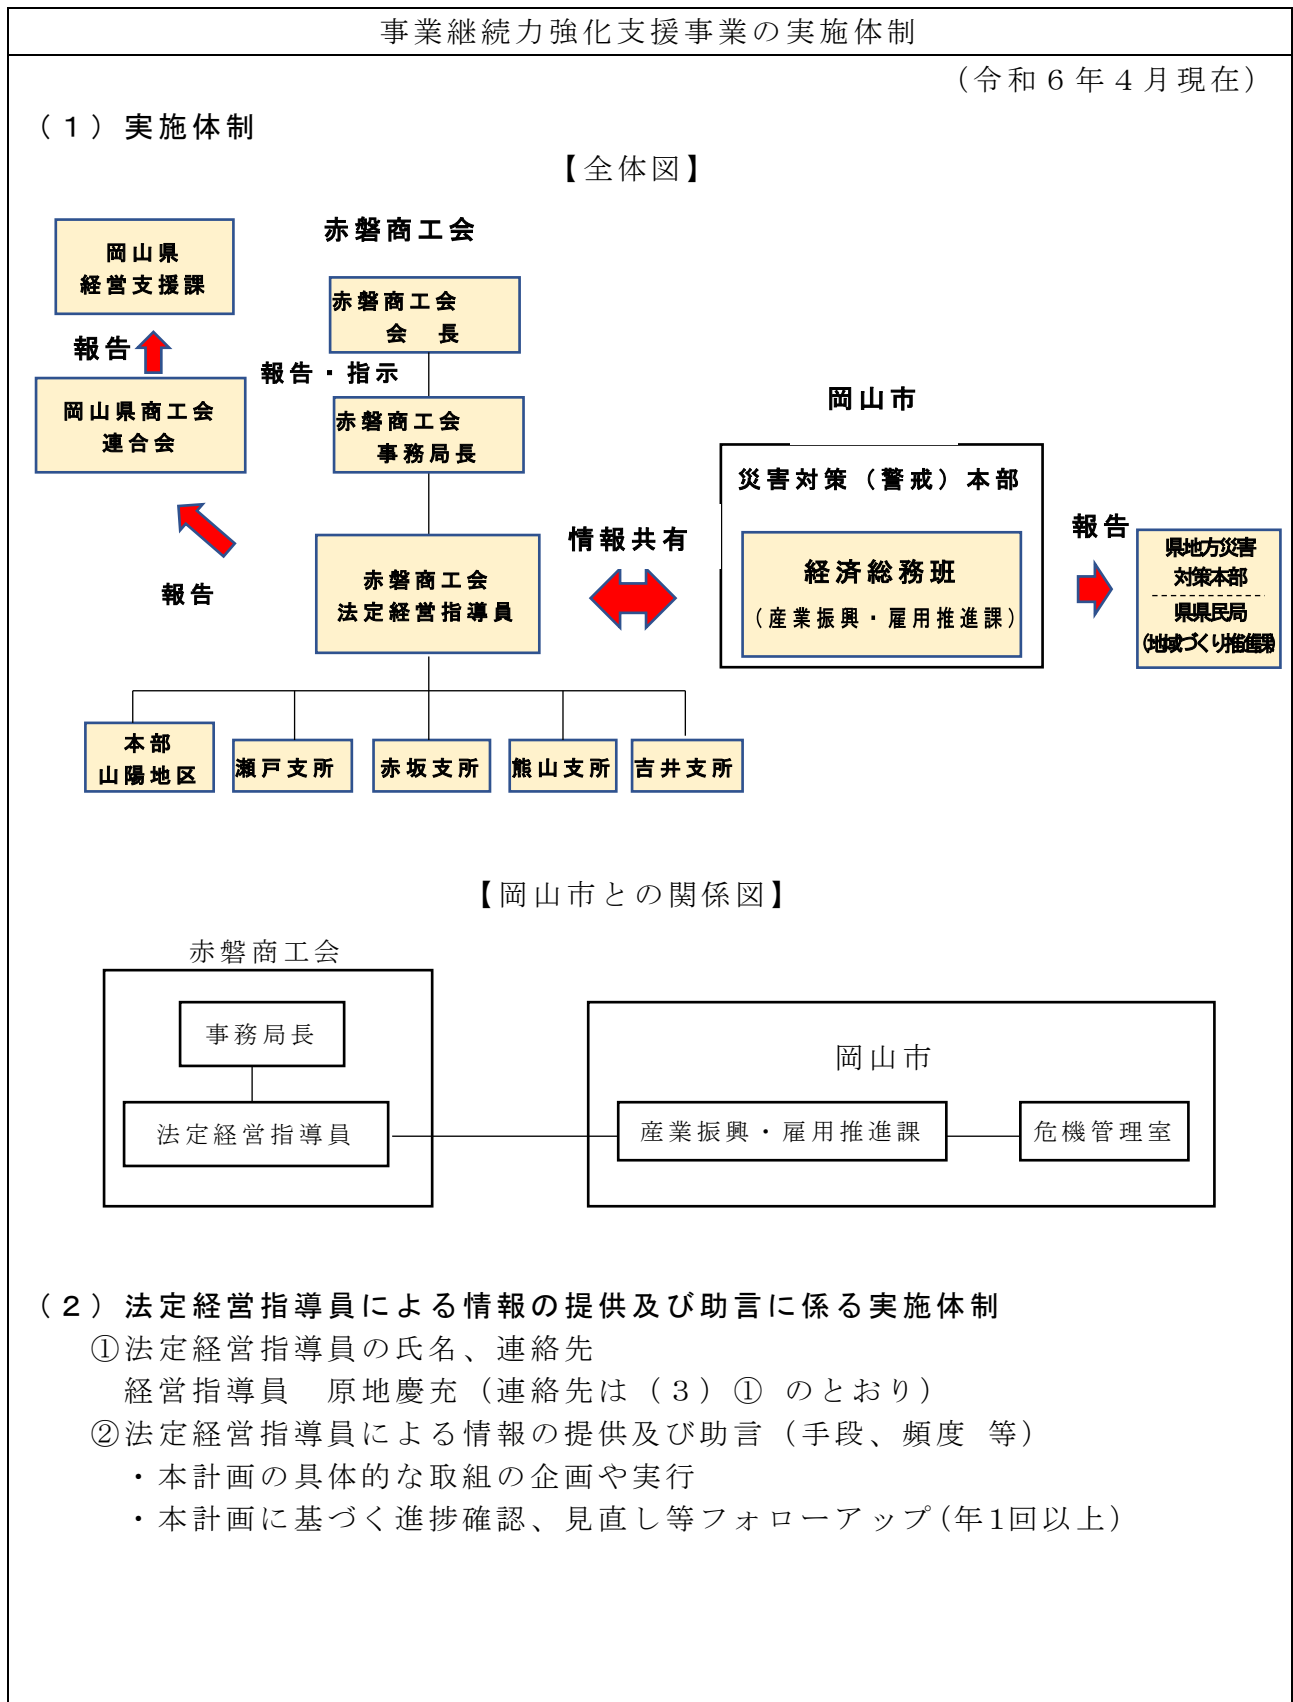 事業継続力強化支援事業の実施体制
（令和6年4月現在）
（1）実施体制
【全体図】
赤磐商工会
岡山県
経営支援課
報告
岡山県商工会
連合会
報告
赤磐商工会
会　長
報告・指示
赤磐商工会
事務局長
赤磐商工会
法定経営指導員
情報共有
岡山市
災害対策（警戒）本部
経済総務班
（産業振興・雇用推進課）
報告
県地方災害
対策本部
県県民局
（地域づくり推進課）
本部
山陽地区
瀬戸支所
赤坂支所
熊山支所
吉井支所
【岡山市との関係図】
赤磐商工会
事務局長
法定経営指導員
岡山市
産業振興・雇用推進課
危機管理室
（2）法定経営指導員による情報の提供及び助言に係る実施体制
①法定経営指導員の氏名、連絡先
経営指導員　原地慶充（連絡先は（3）① のとおり）
②法定経営指導員による情報の提供及び助言（手段、頻度 等）
・本計画の具体的な取組の企画や実行
・本計画に基づく進捗確認、見直し等フォローアップ（年1回以上）